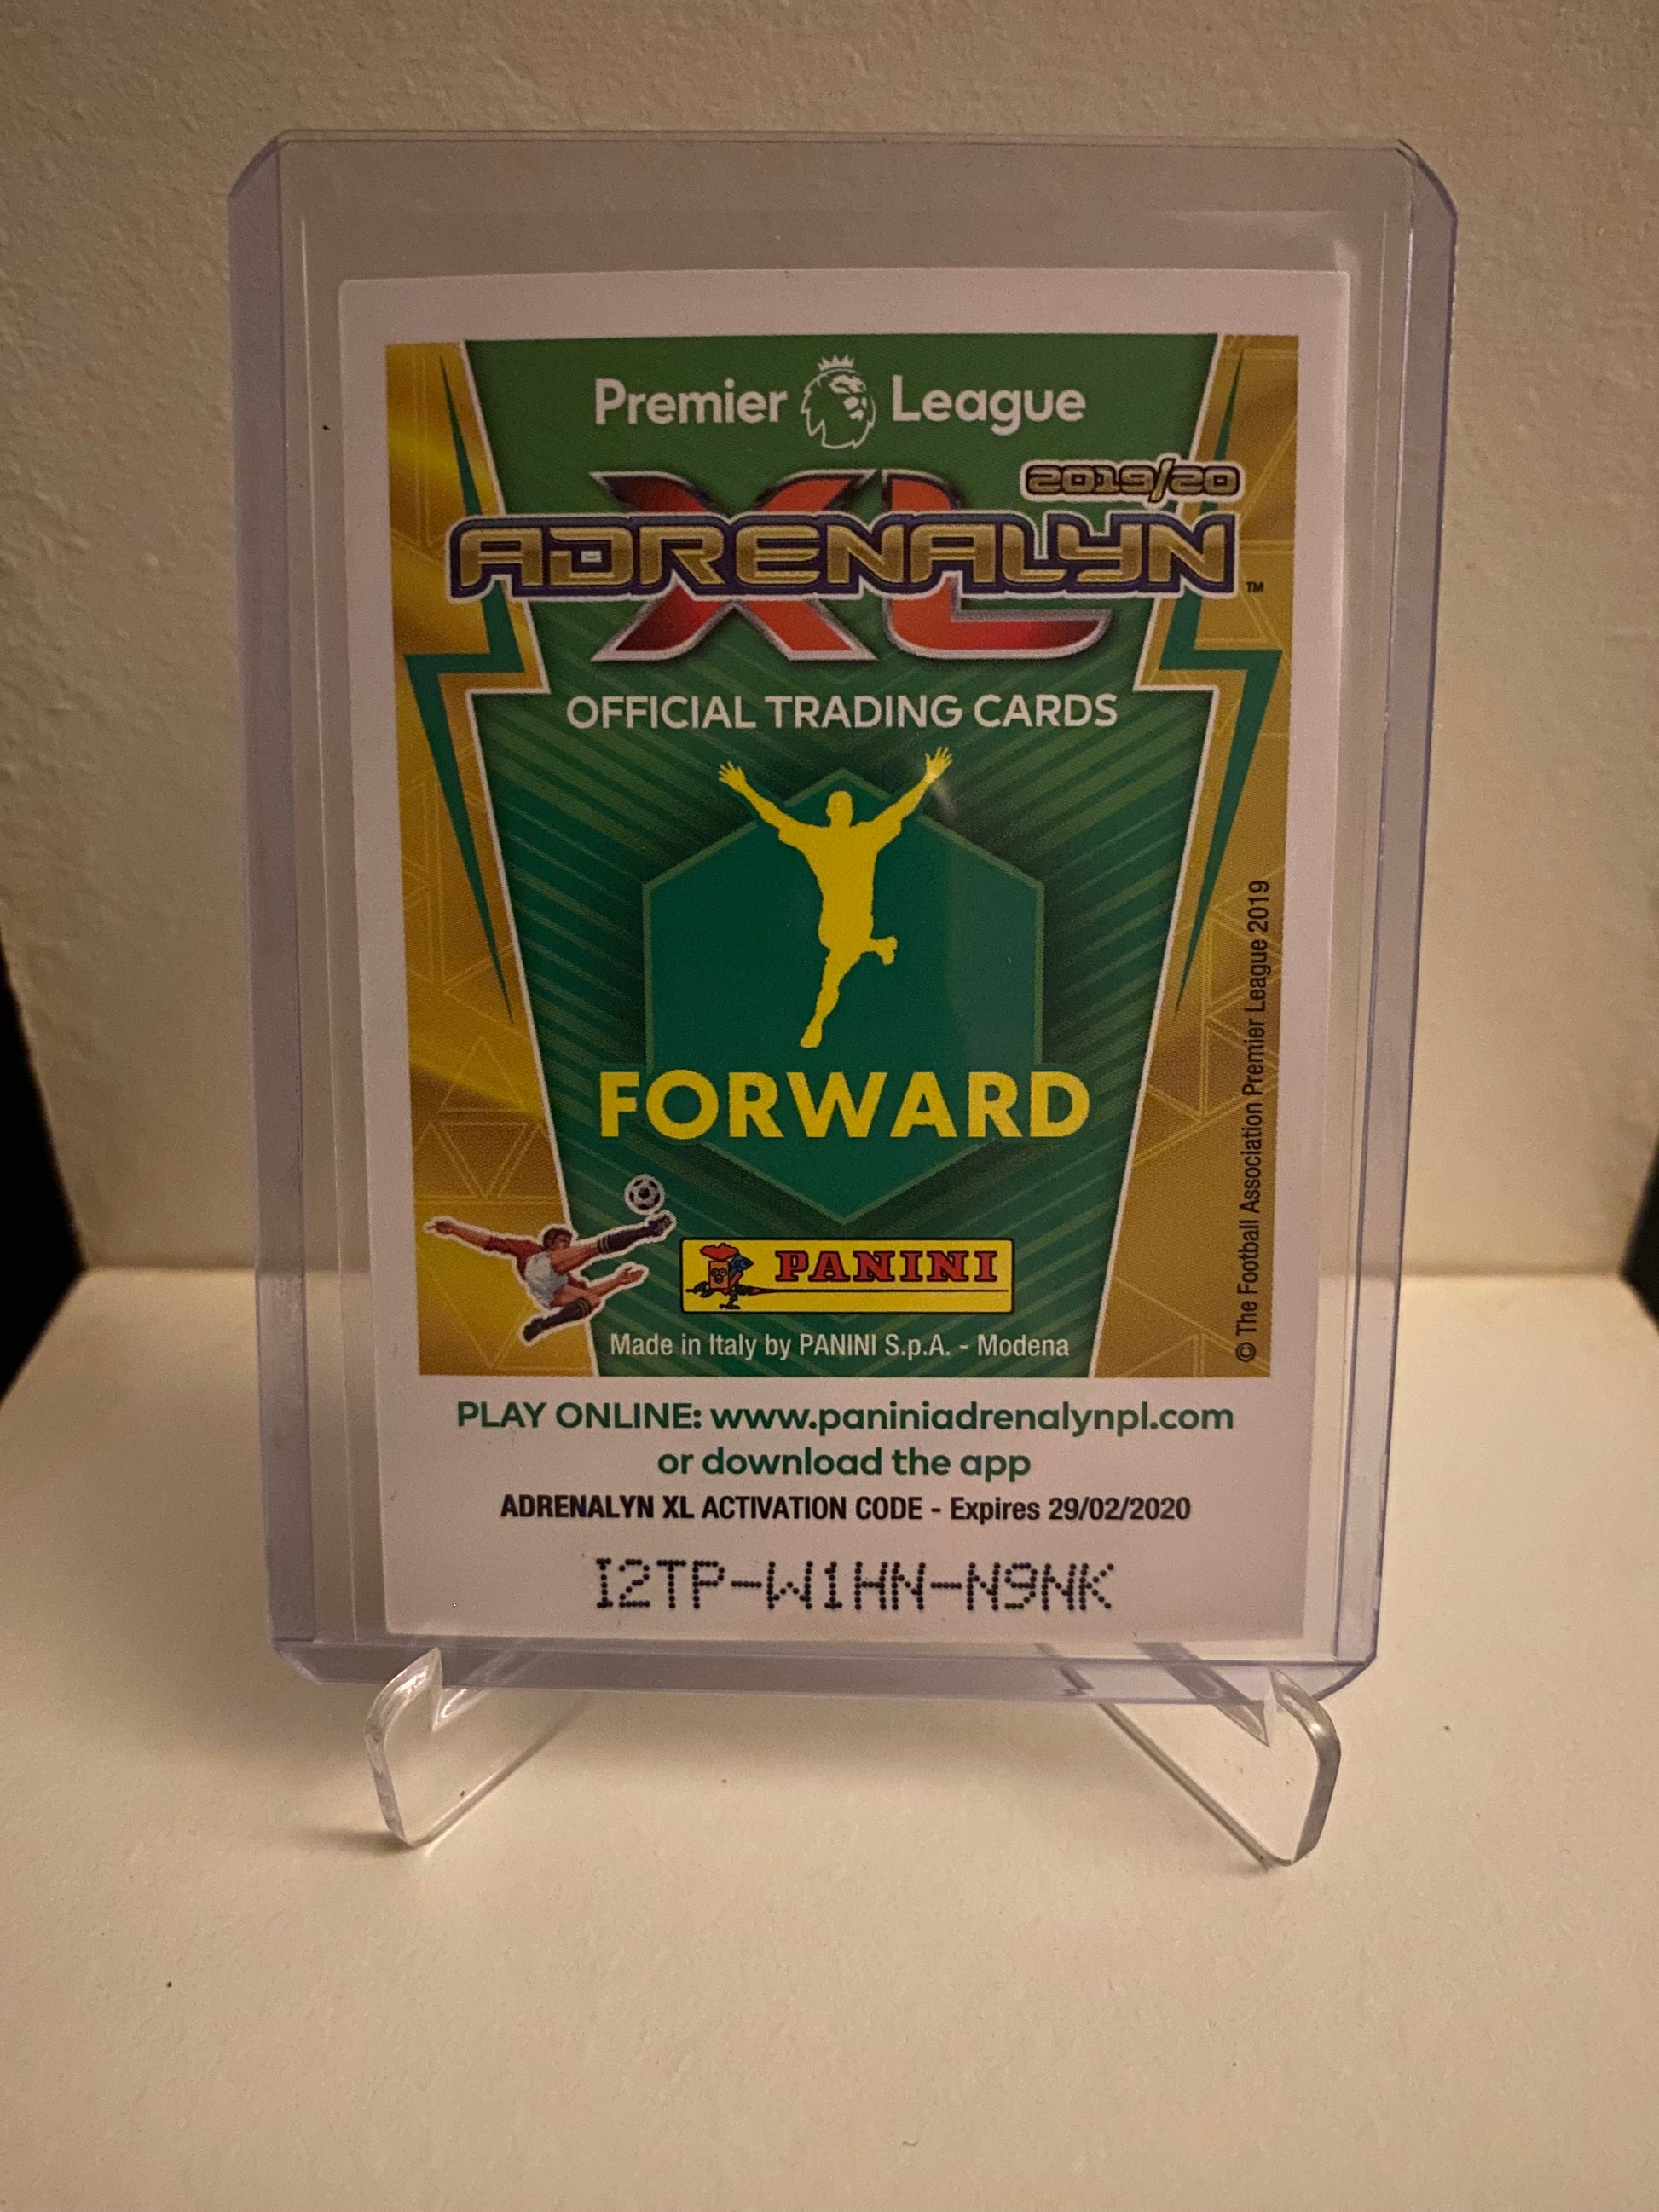 Premier League
2019/20
ADRENALYN
XL
™
OFFICIAL TRADING CARDS
FORWARD
PANINI
Made in Italy by PANINI S.p.A. - Modena
© The Football Association Premier League 2019
PLAY ONLINE: www.paniniadrenalynpl.com
or download the app
ADRENALYN XL ACTIVATION CODE - Expires 29/02/2020
I2TP-W1HN-N9NK